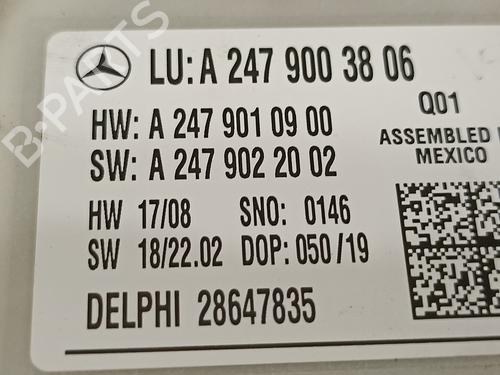 LU: A 247 900 38 06
HW: A 247 901 09 00
Q01
SW: A 247 902 20 02
ASSEMBLED
MEXICO
HW 17/08 SNO: 0146
SW 18/22.02 DOP: 050/19
DELPHI 28647835
B-PARTS